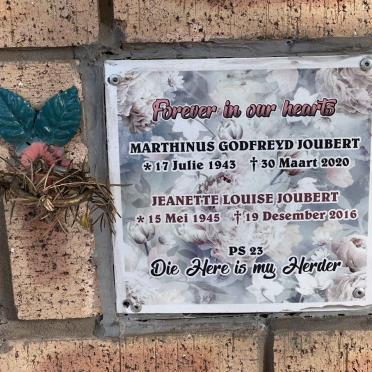 Forever in our hearts
MARTHINUS GODFREYD JOUBERT
* 17 Julie 1943 † 30 Maart 2020
JEANETTE LOUISE JOUBERT
* 15 Mei 1945 † 19 Desember 2016
PS 23
Die Here is my Herder